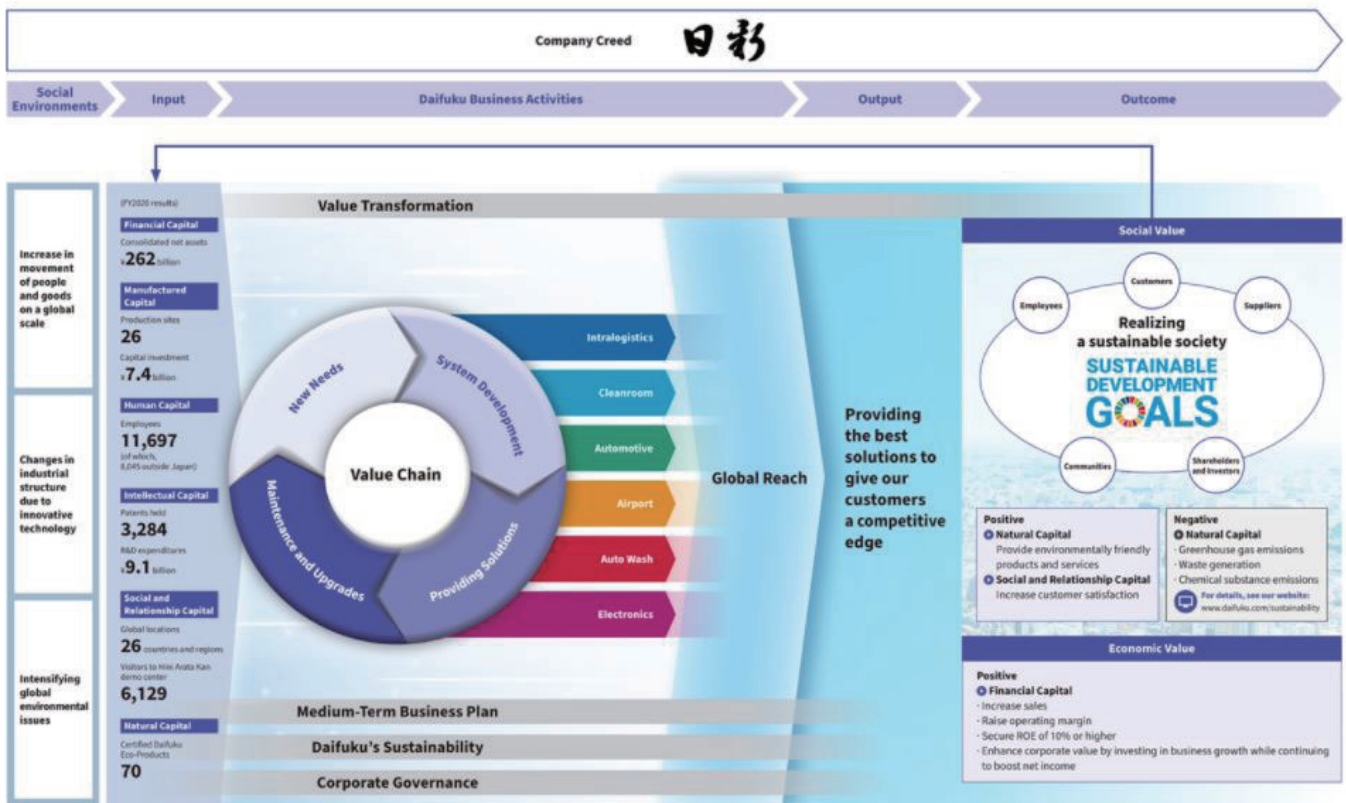 Company Creed 日新
Social
Environments
Input
Daifuku Business Activities
Output
Outcome
Increase in
movement
of people
and goods
on a global
scale
Changes in
industrial
structure
due to
innovative
technology
Intensifying
global
environmental
issues
(FY2020 results)
Financial Capital
Consolidated net assets
¥262 billion
Manufactured
Capital
Production sites
26
Capital investment
¥7.4 billion
Human Capital
Employees
11,697
(of which,
8,045 outside Japan)
Intellectual Capital
Patents held
3,284
R&D expenditures
¥9.1 billion
Social and
Relationship Capital
Global locations
26 countries and regions
Visitors to Hini Arata Kan
demo center
6,129
Natural Capital
Certified Daifuku
Eco-Products
70
Value Transformation
New Needs
System Development
Providing Solutions
Maintenance and Upgrades
Value Chain
Intralogistics
Cleanroom
Automotive
Airport
Auto Wash
Electronics
Global Reach
Medium-Term Business Plan
Daifuku's Sustainability
Corporate Governance
Providing
the best
solutions to
give our
customers
a competitive
edge
Social Value
Customers
Employees
Suppliers
Realizing
a sustainable society
SUSTAINABLE
DEVELOPMENT
GOALS
Communities
Shareholders
and Investors
Positive
Natural Capital
Provide environmentally friendly
products and services
Social and Relationship Capital
Increase customer satisfaction
Negative
Natural Capital
· Greenhouse gas emissions
· Waste generation
· Chemical substance emissions
For details, see our website:
www.daifuku.com/sustainability
Economic Value
Positive
Financial Capital
· Increase sales
· Raise operating margin
· Secure ROE of 10% or higher
· Enhance corporate value by investing in business growth while continuing
to boost net income